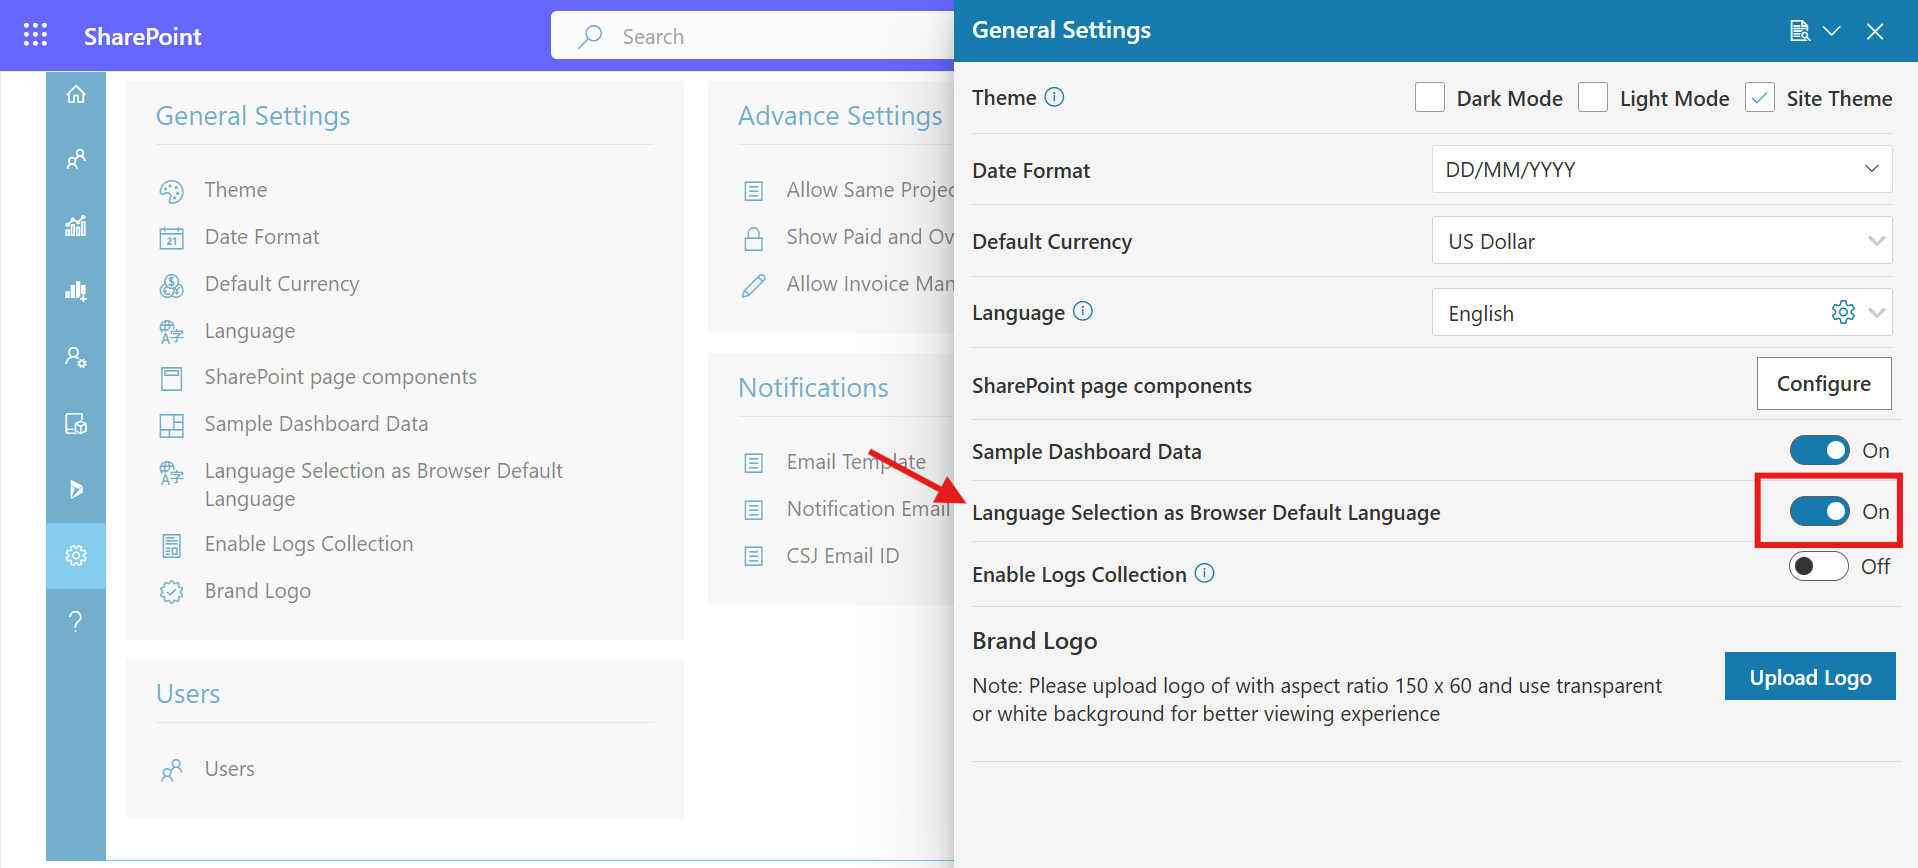 SharePoint
Search
General Settings
Theme
Date Format
21
Default Currency
Language
SharePoint page components
Sample Dashboard Data
Language Selection as Browser Default
Language
Enable Logs Collection
Brand Logo
Users
Users
Advance Settings
Allow Same Projec
Show Paid and Ov
Allow Invoice Man
Notifications
Email Template
Notification Email
CSJ Email ID
General Settings
Theme
Dark Mode
Light Mode
Site Theme
Date Format
DD/MM/YYYY
Default Currency
US Dollar
Language
English
SharePoint page components
Configure
Sample Dashboard Data
On
Language Selection as Browser Default Language
On
Enable Logs Collection
Off
Brand Logo
Note: Please upload logo of with aspect ratio 150 x 60 and use transparent
or white background for better viewing experience
Upload Logo